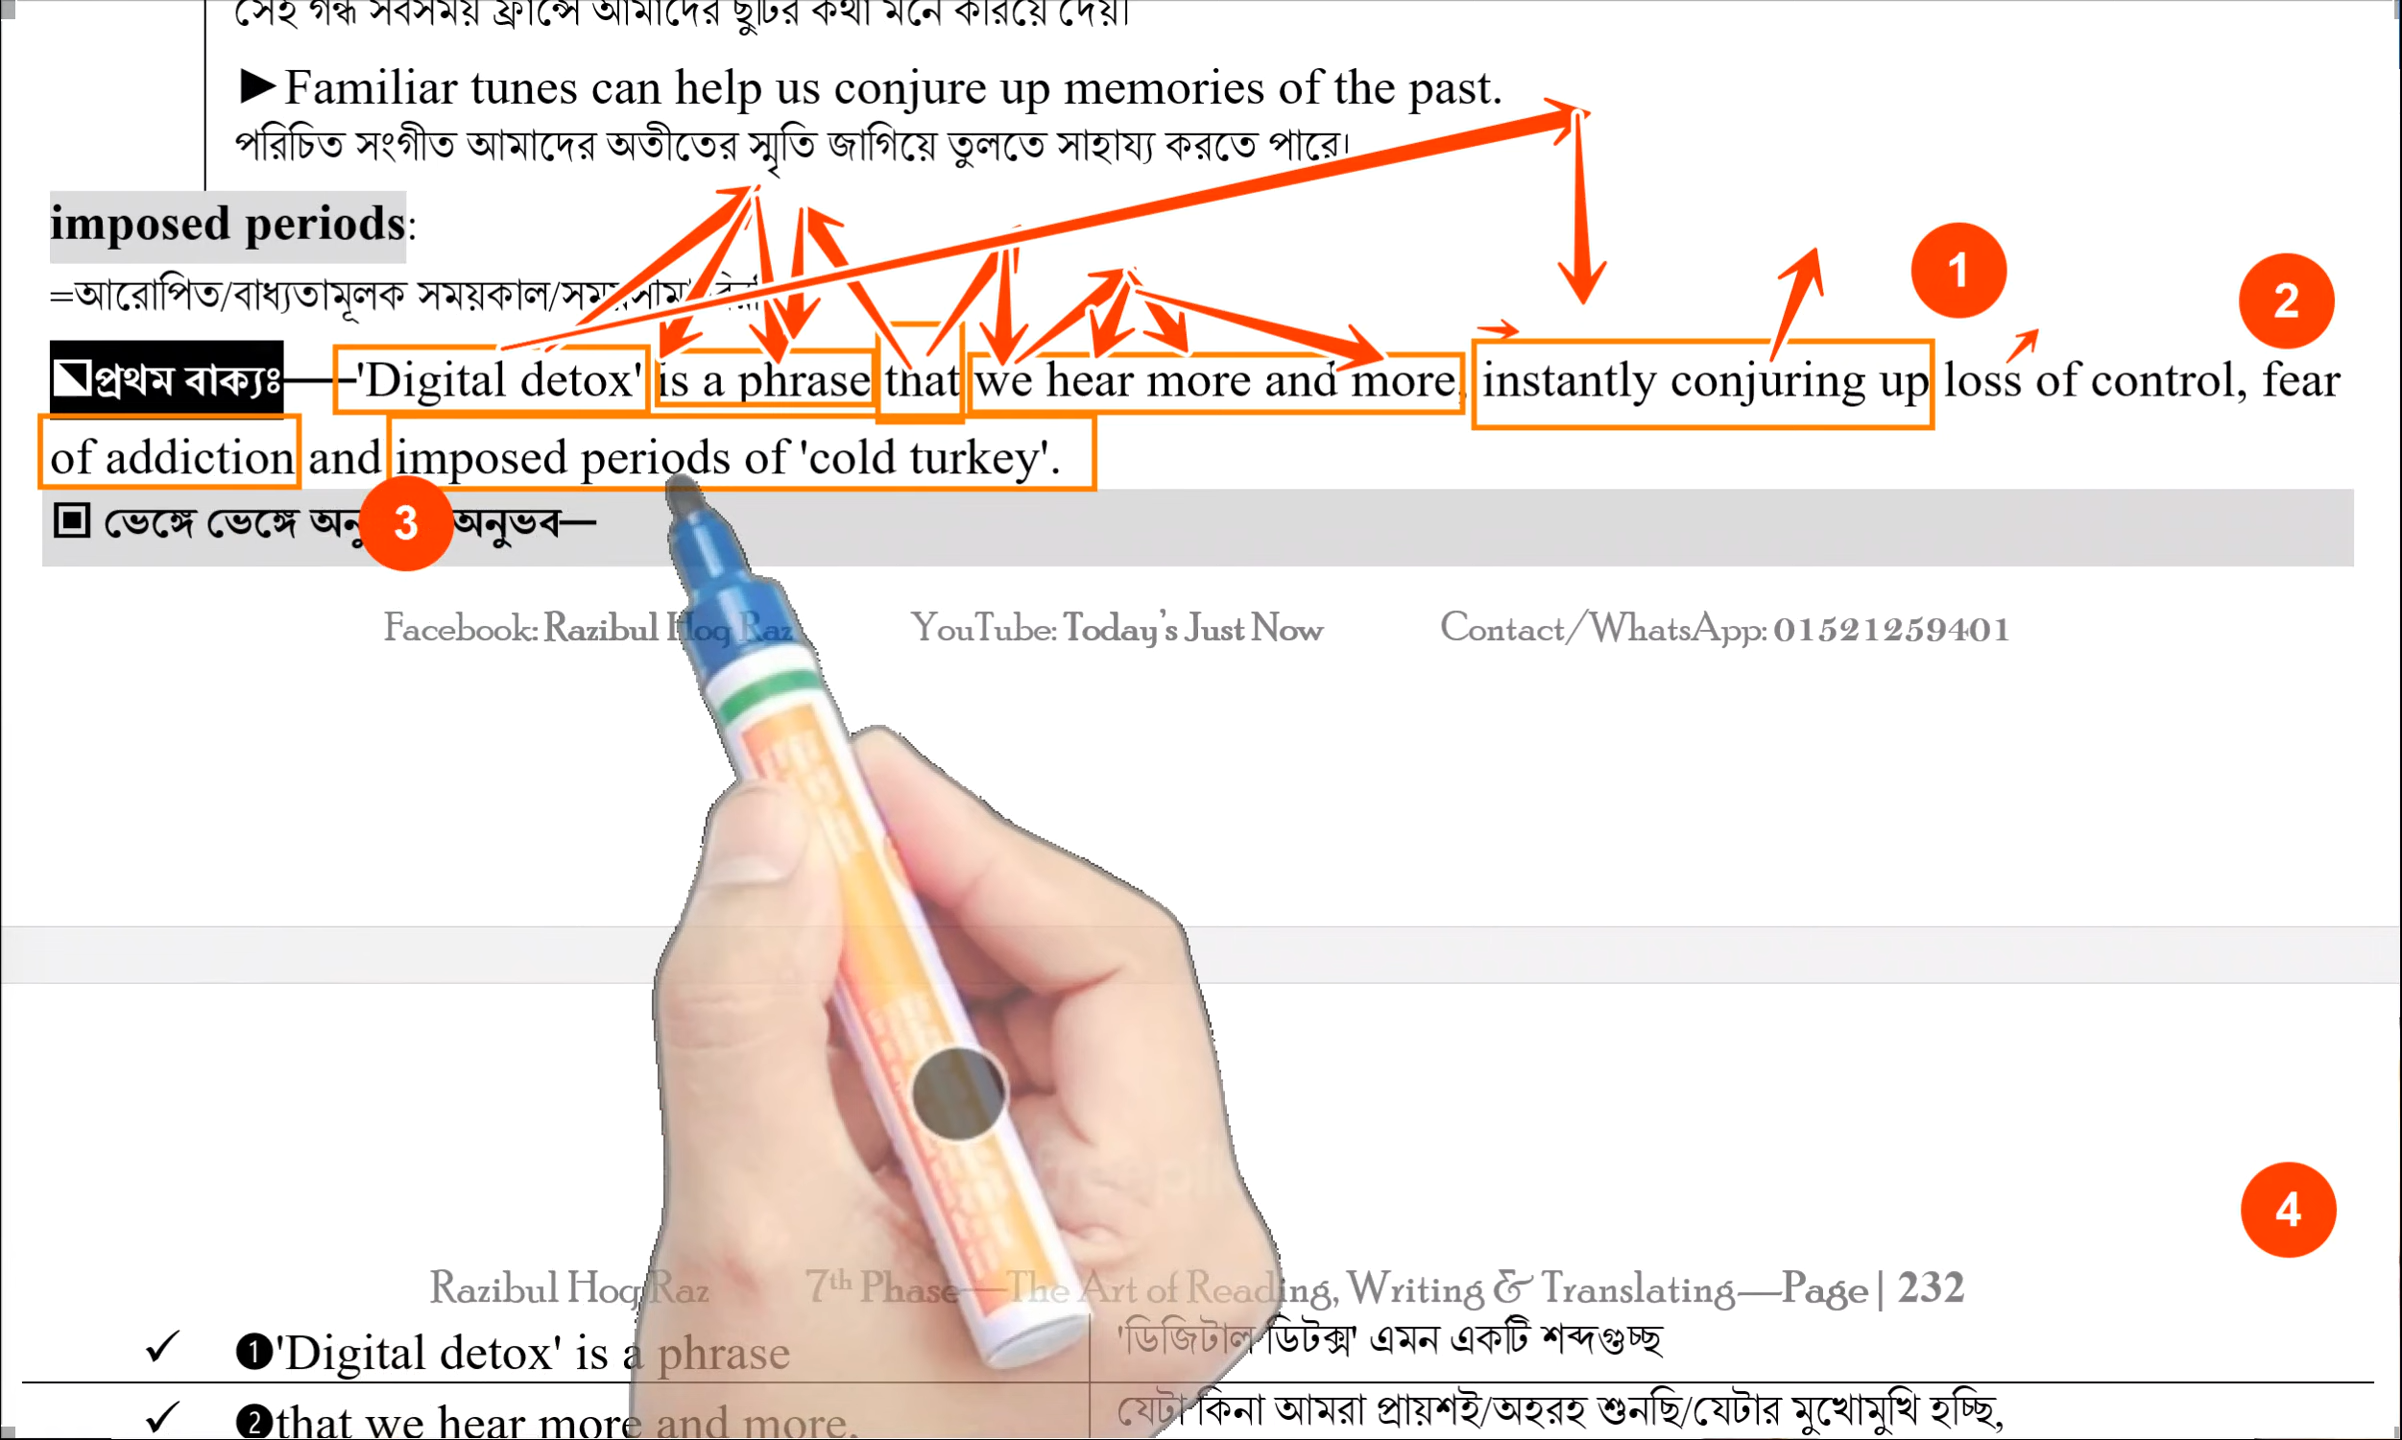 সেই গন্ধ সবসময় ফ্রান্সে আমাদের ছুটির কথা মনে করিয়ে দেয়।
►Familiar tunes can help us conjure up memories of the past.
পরিচিত সংগীত আমাদের অতীতের স্মৃতি জাগিয়ে তুলতে সাহায্য করতে পারে।
imposed periods:
=আরোপিত/বাধ্যতামূলক সময়কাল/
1
2
প্রথম বাক্যঃ——'Digital detox' is a phrase that we hear more and more, instantly conjuring up loss of control, fear
of addiction and imposed periods of 'cold turkey'.
ভেঙ্গে ভেঙ্গে 3 অনুভব—
Facebook: Razibul Hoq Raz YouTube: Today's Just Now Contact/WhatsApp: 01521259401
4
Razibul Hoq Raz 7th Phase—The Art of Reading, Writing & Translating—Page | 232
✓ ❶'Digital detox' is a phrase 'ডিজিটাল ডিটক্স' এমন একটি শব্দগুচ্ছ
✓ ❷that we hear more and more, যেটা কিনা আমরা প্রায়শই/অহরহ শুনছি/যেটার মুখোমুখি হচ্ছি,